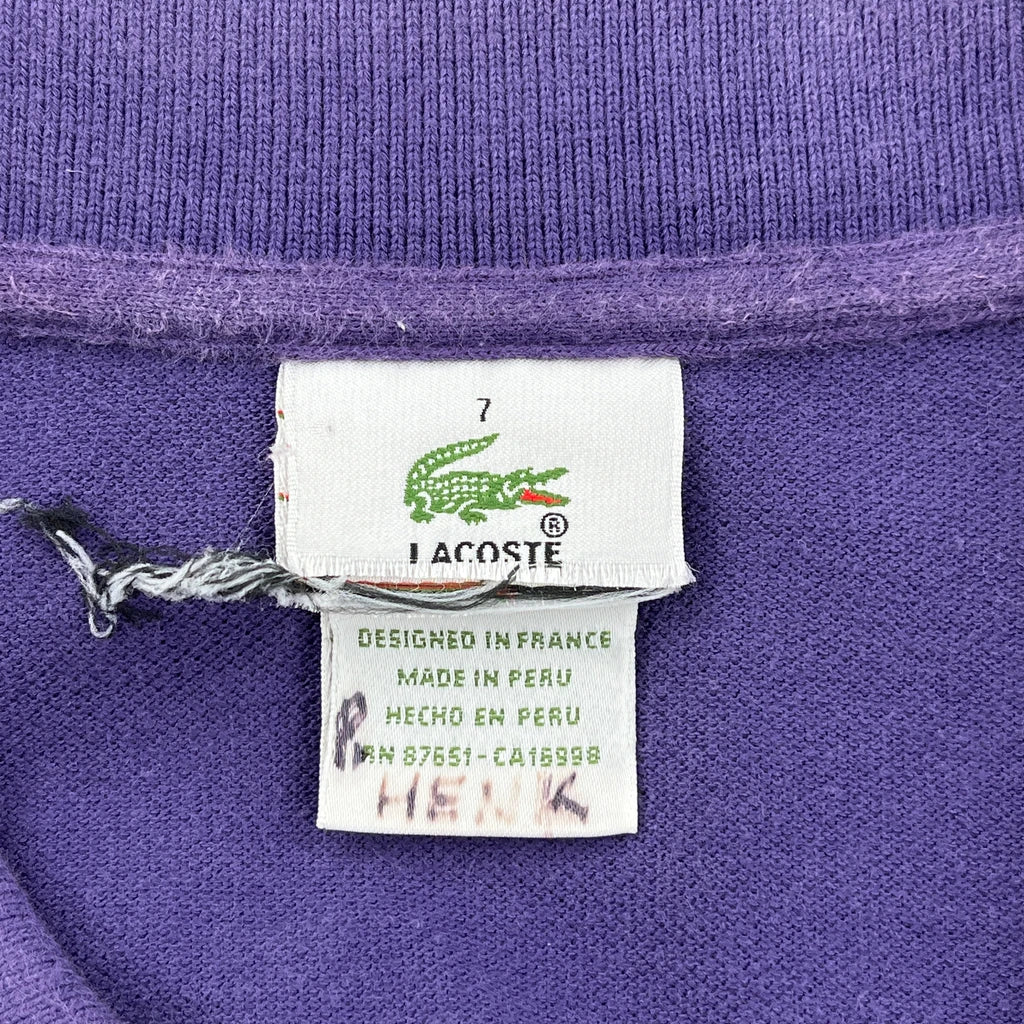 7
®
LACOSTE
DESIGNED IN FRANCE
MADE IN PERU
HECHO EN PERU
RN 87651-CA16998
HENK